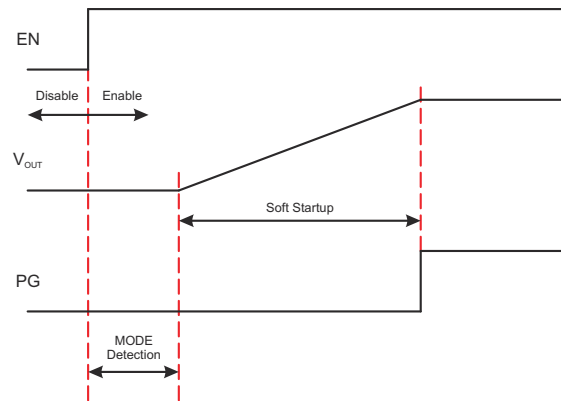 EN
Disable Enable
VOUT
Soft Startup
PG
MODE
Detection